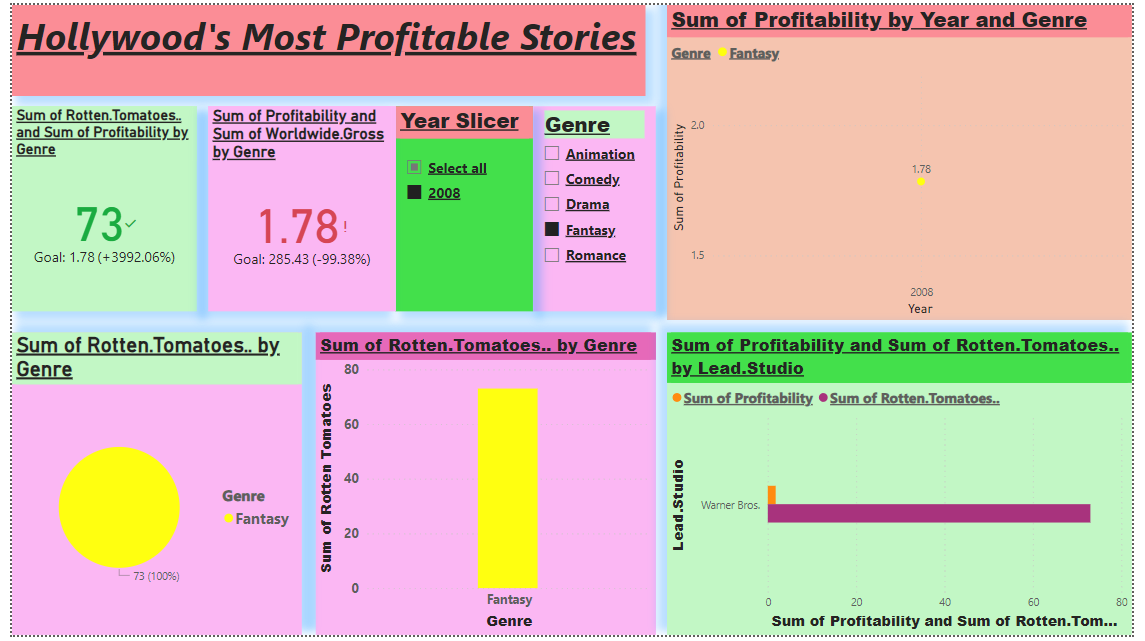 Hollywood's Most Profitable Stories
Sum of Rotten.Tomatoes..
and Sum of Profitability by
Genre
73
Goal: 1.78 (+3992.06%)
Sum of Profitability and
Sum of Worldwide.Gross
by Genre
1.78!
Goal: 285.43 (-99.38%)
Year Slicer
Select all
2008
Genre
Animation
Comedy
Drama
Fantasy
Romance
Sum of Profitability by Year and Genre
Genre Fantasy
Sum of Profitability
2.0
1.5
1.78
2008
Year
Sum of Rotten.Tomatoes.. by
Genre
Genre
Fantasy
73 (100%)
Sum of Rotten.Tomatoes.. by Genre
Sum of Rotten Tomatoes
80
60
40
20
0
Fantasy
Genre
Sum of Profitability and Sum of Rotten.Tomatoes..
by Lead.Studio
Sum of Profitability Sum of Rotten.Tomatoes..
Lead.Studio
Warner Bros.
0 20 40 60 80
Sum of Profitability and Sum of Rotten.Tom...